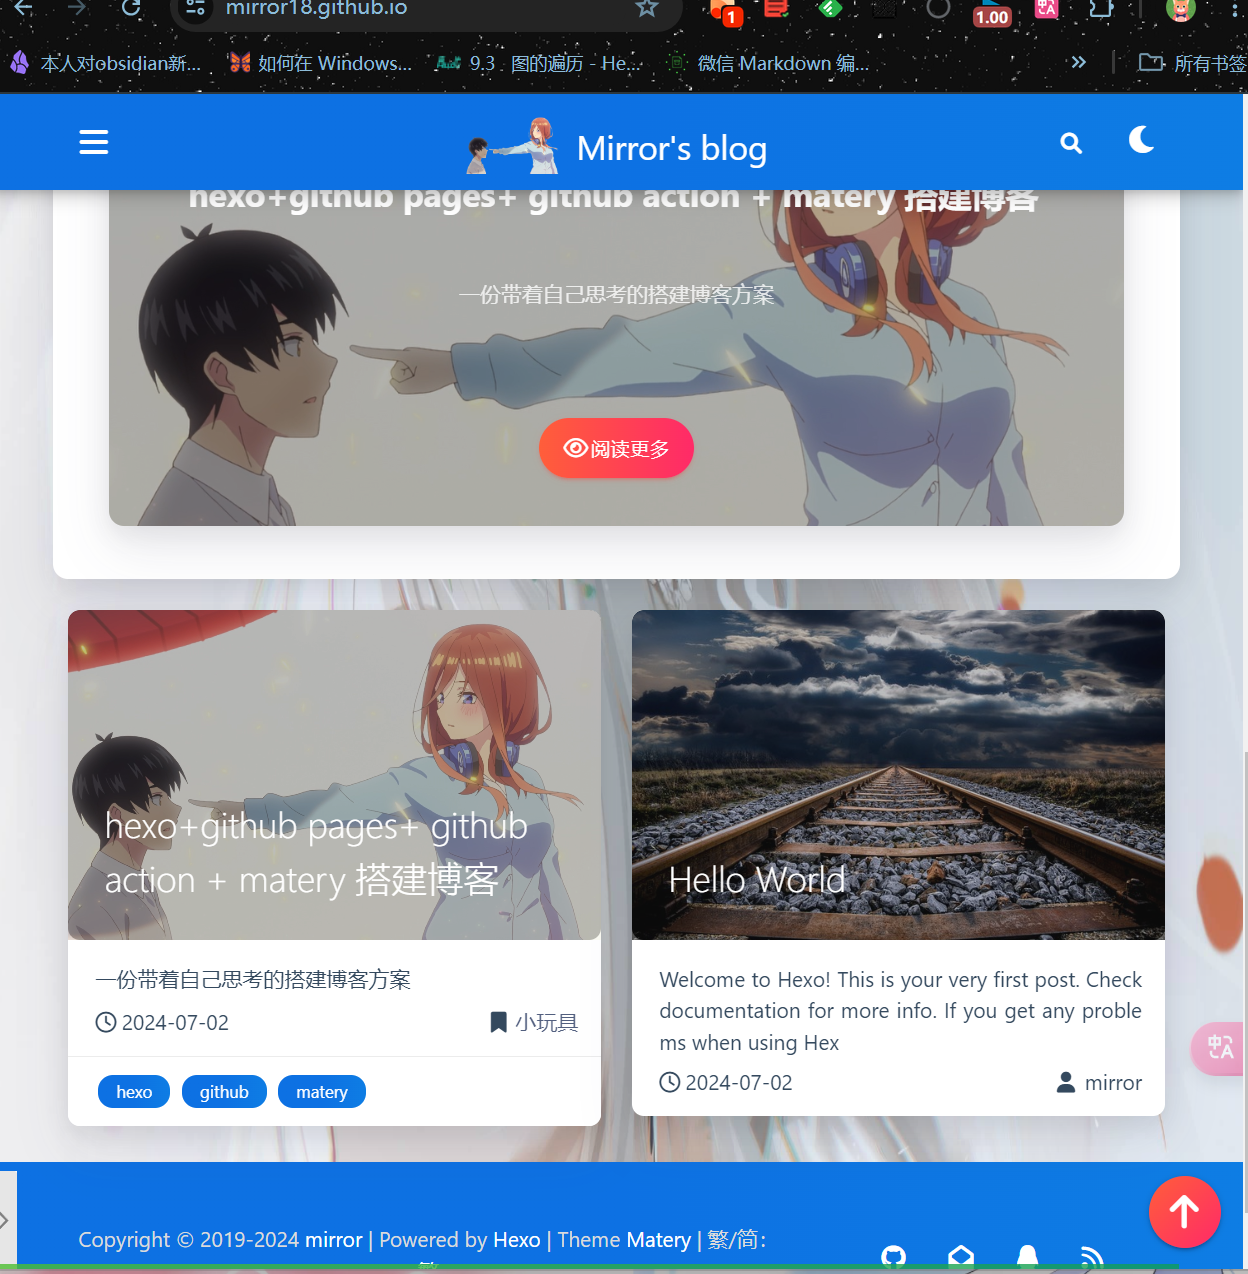 mirror18.github.io
1
1.00
本人对obsidian新...
如何在 Windows...
9.3 图的遍历 - He...
微信 Markdown 编...
所有书签
Mirror's blog
hexo+github pages+ github action + matery 搭建博客
一份带着自己思考的搭建博客方案
阅读更多
hexo+github pages+ github
action + matery 搭建博客
一份带着自己思考的搭建博客方案
2024-07-02
小玩具
hexo
github
matery
Hello World
Welcome to Hexo! This is your very first post. Check
documentation for more info. If you get any proble
ms when using Hex
2024-07-02
mirror
中A
Copyright © 2019-2024 mirror | Powered by Hexo | Theme Matery | 繁/简: